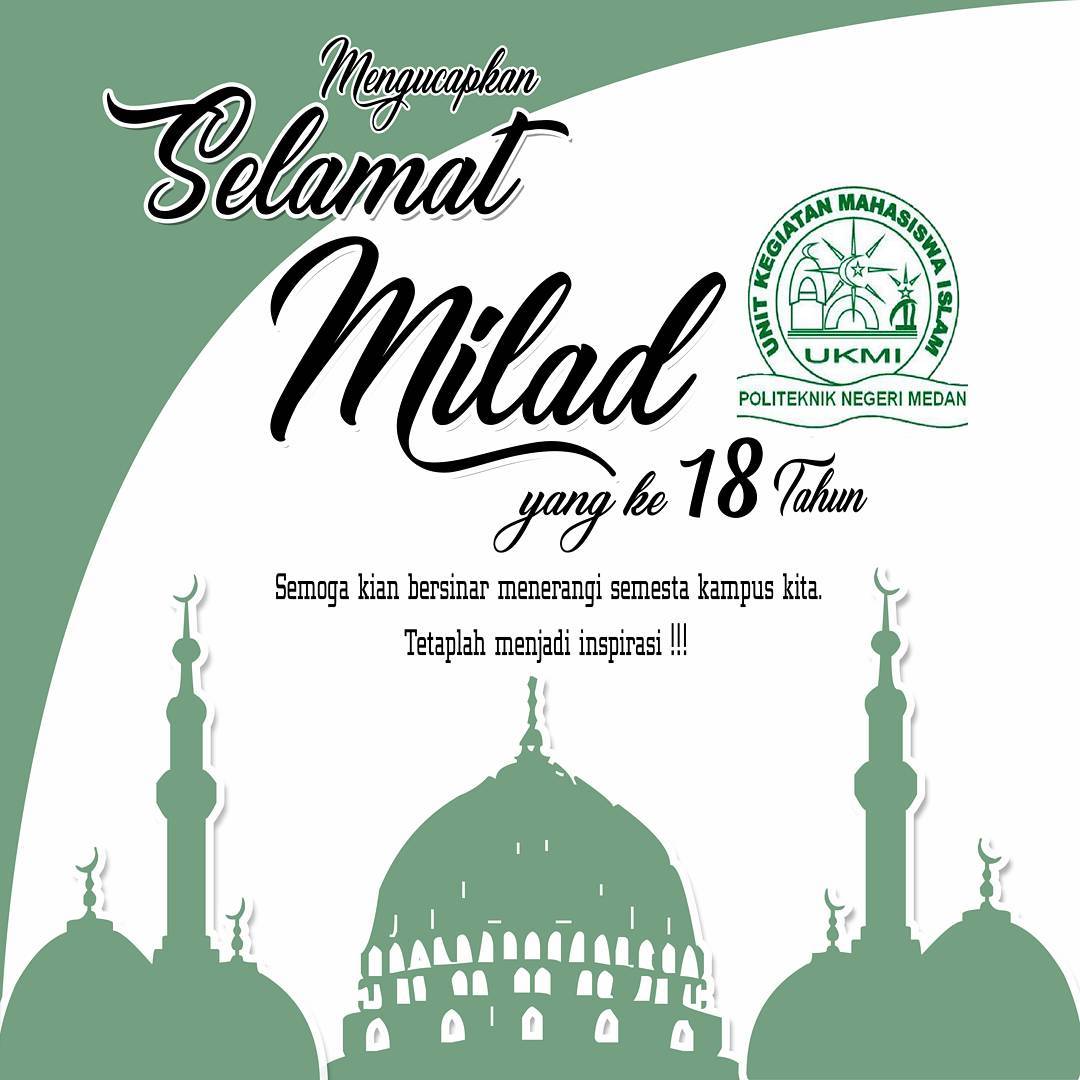 Mengucapkan
Selamat
Milad
UNIT KEGIATAN MAHASISWA ISLAM
UKMI
POLITEKNIK NEGERI MEDAN
yang ke 18 Tahun
Semoga kian bersinar menerangi semesta kampus kita.
Tetaplah menjadi inspirasi !!!